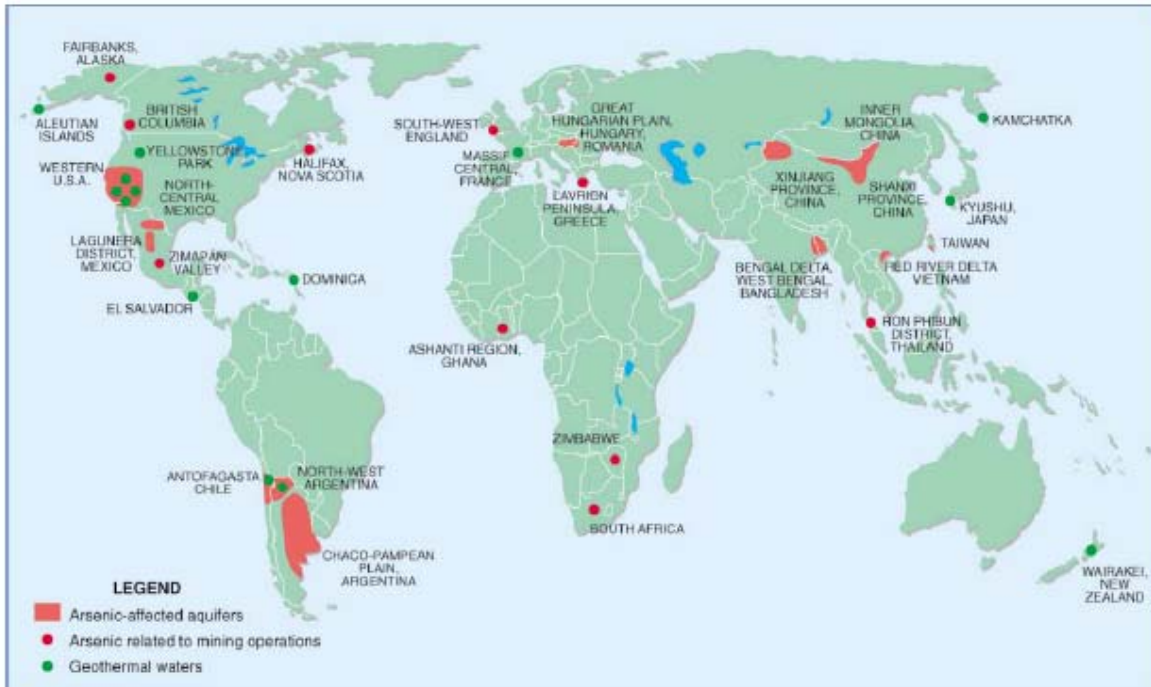 FAIRBANKS,
ALASKA
ALEUTIAN
ISLANDS
BRITISH
COLUMBIA
YELLOWSTONE
PARK
WESTERN
U.S.A.
NORTH-
CENTRAL
MEXICO
HALIFAX,
NOVA SCOTIA
LAGUNERA
DISTRICT,
MEXICO
ZIMAPAN
VALLEY
EL SALVADOR
DOMINICA
SOUTH-WEST
ENGLAND
MASSIF
CENTRAL,
FRANCE
GREAT
HUNGARIAN PLAIN,
HUNGARY,
ROMANIA
LAVRION
PENINSULA,
GREECE
INNER
MONGOLIA,
CHINA
KAMCHATKA
XINJIANG
PROVINCE,
CHINA
SHANXI
PROVINCE,
CHINA
KYUSHU,
JAPAN
TAIWAN
BENGAL DELTA,
WEST BENGAL,
BANGLADESH
RED RIVER DELTA
VIETNAM
RON PHIBUN
DISTRICT,
THAILAND
ASHANTI REGION,
GHANA
ZIMBABWE
SOUTH AFRICA
ANTOFAGASTA
CHILE
NORTH-WEST
ARGENTINA
CHACO-PAMPEAN
PLAIN,
ARGENTINA
WAIRAKEI,
NEW
ZEALAND
LEGEND
Arsenic-affected aquifers
Arsenic related to mining operations
Geothermal waters